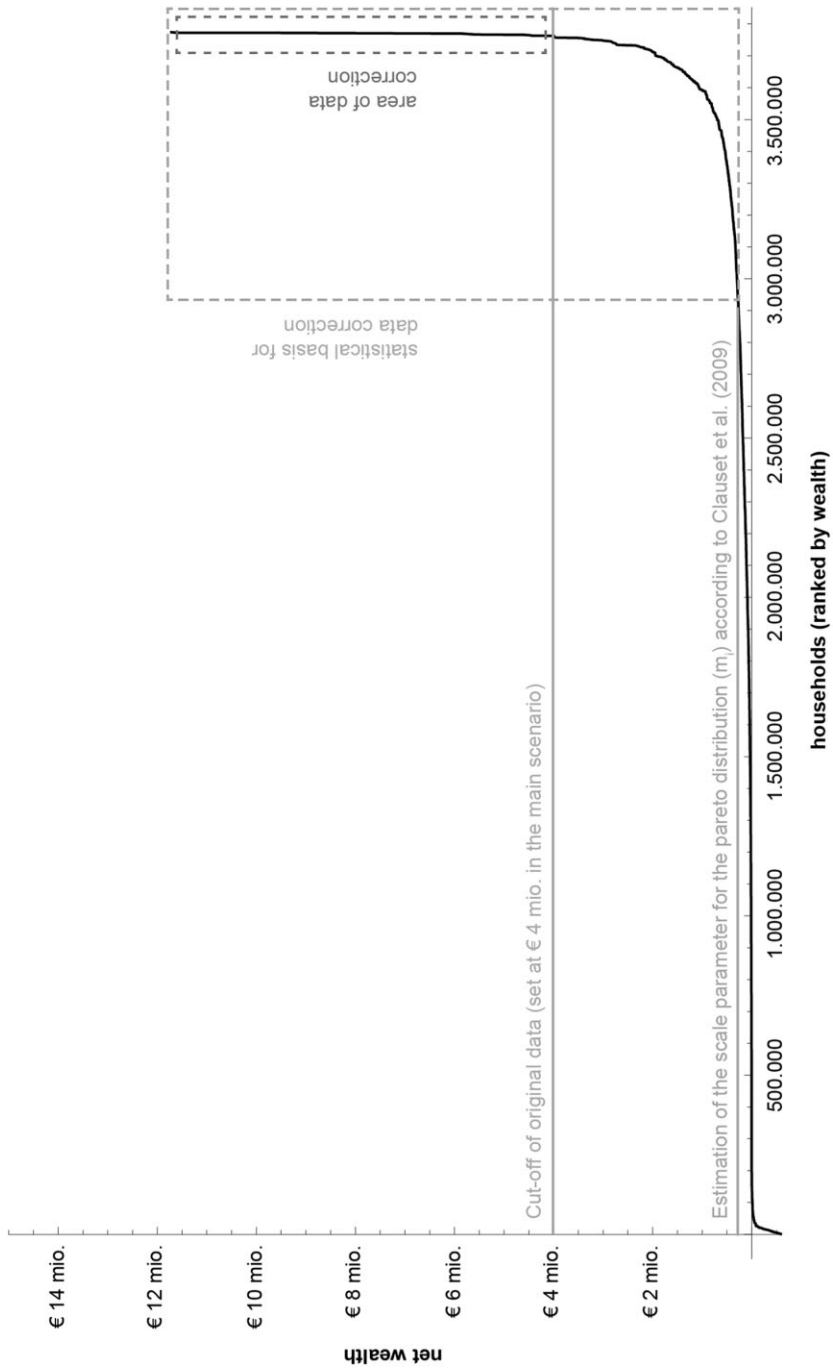 net wealth
€ 14 mio.
€ 12 mio.
€ 10 mio.
€ 8 mio.
€ 6 mio.
€ 4 mio.
€ 2 mio.
area of data
correction
statistical basis for
data correction
Cut-off of original data (set at € 4 mio. in the main scenario)
Estimation of the scale parameter for the pareto distribution (mᵢ) according to Clauset et al. (2009)
500.000
1.000.000
1.500.000
2.000.000
2.500.000
3.000.000
3.500.000
households (ranked by wealth)